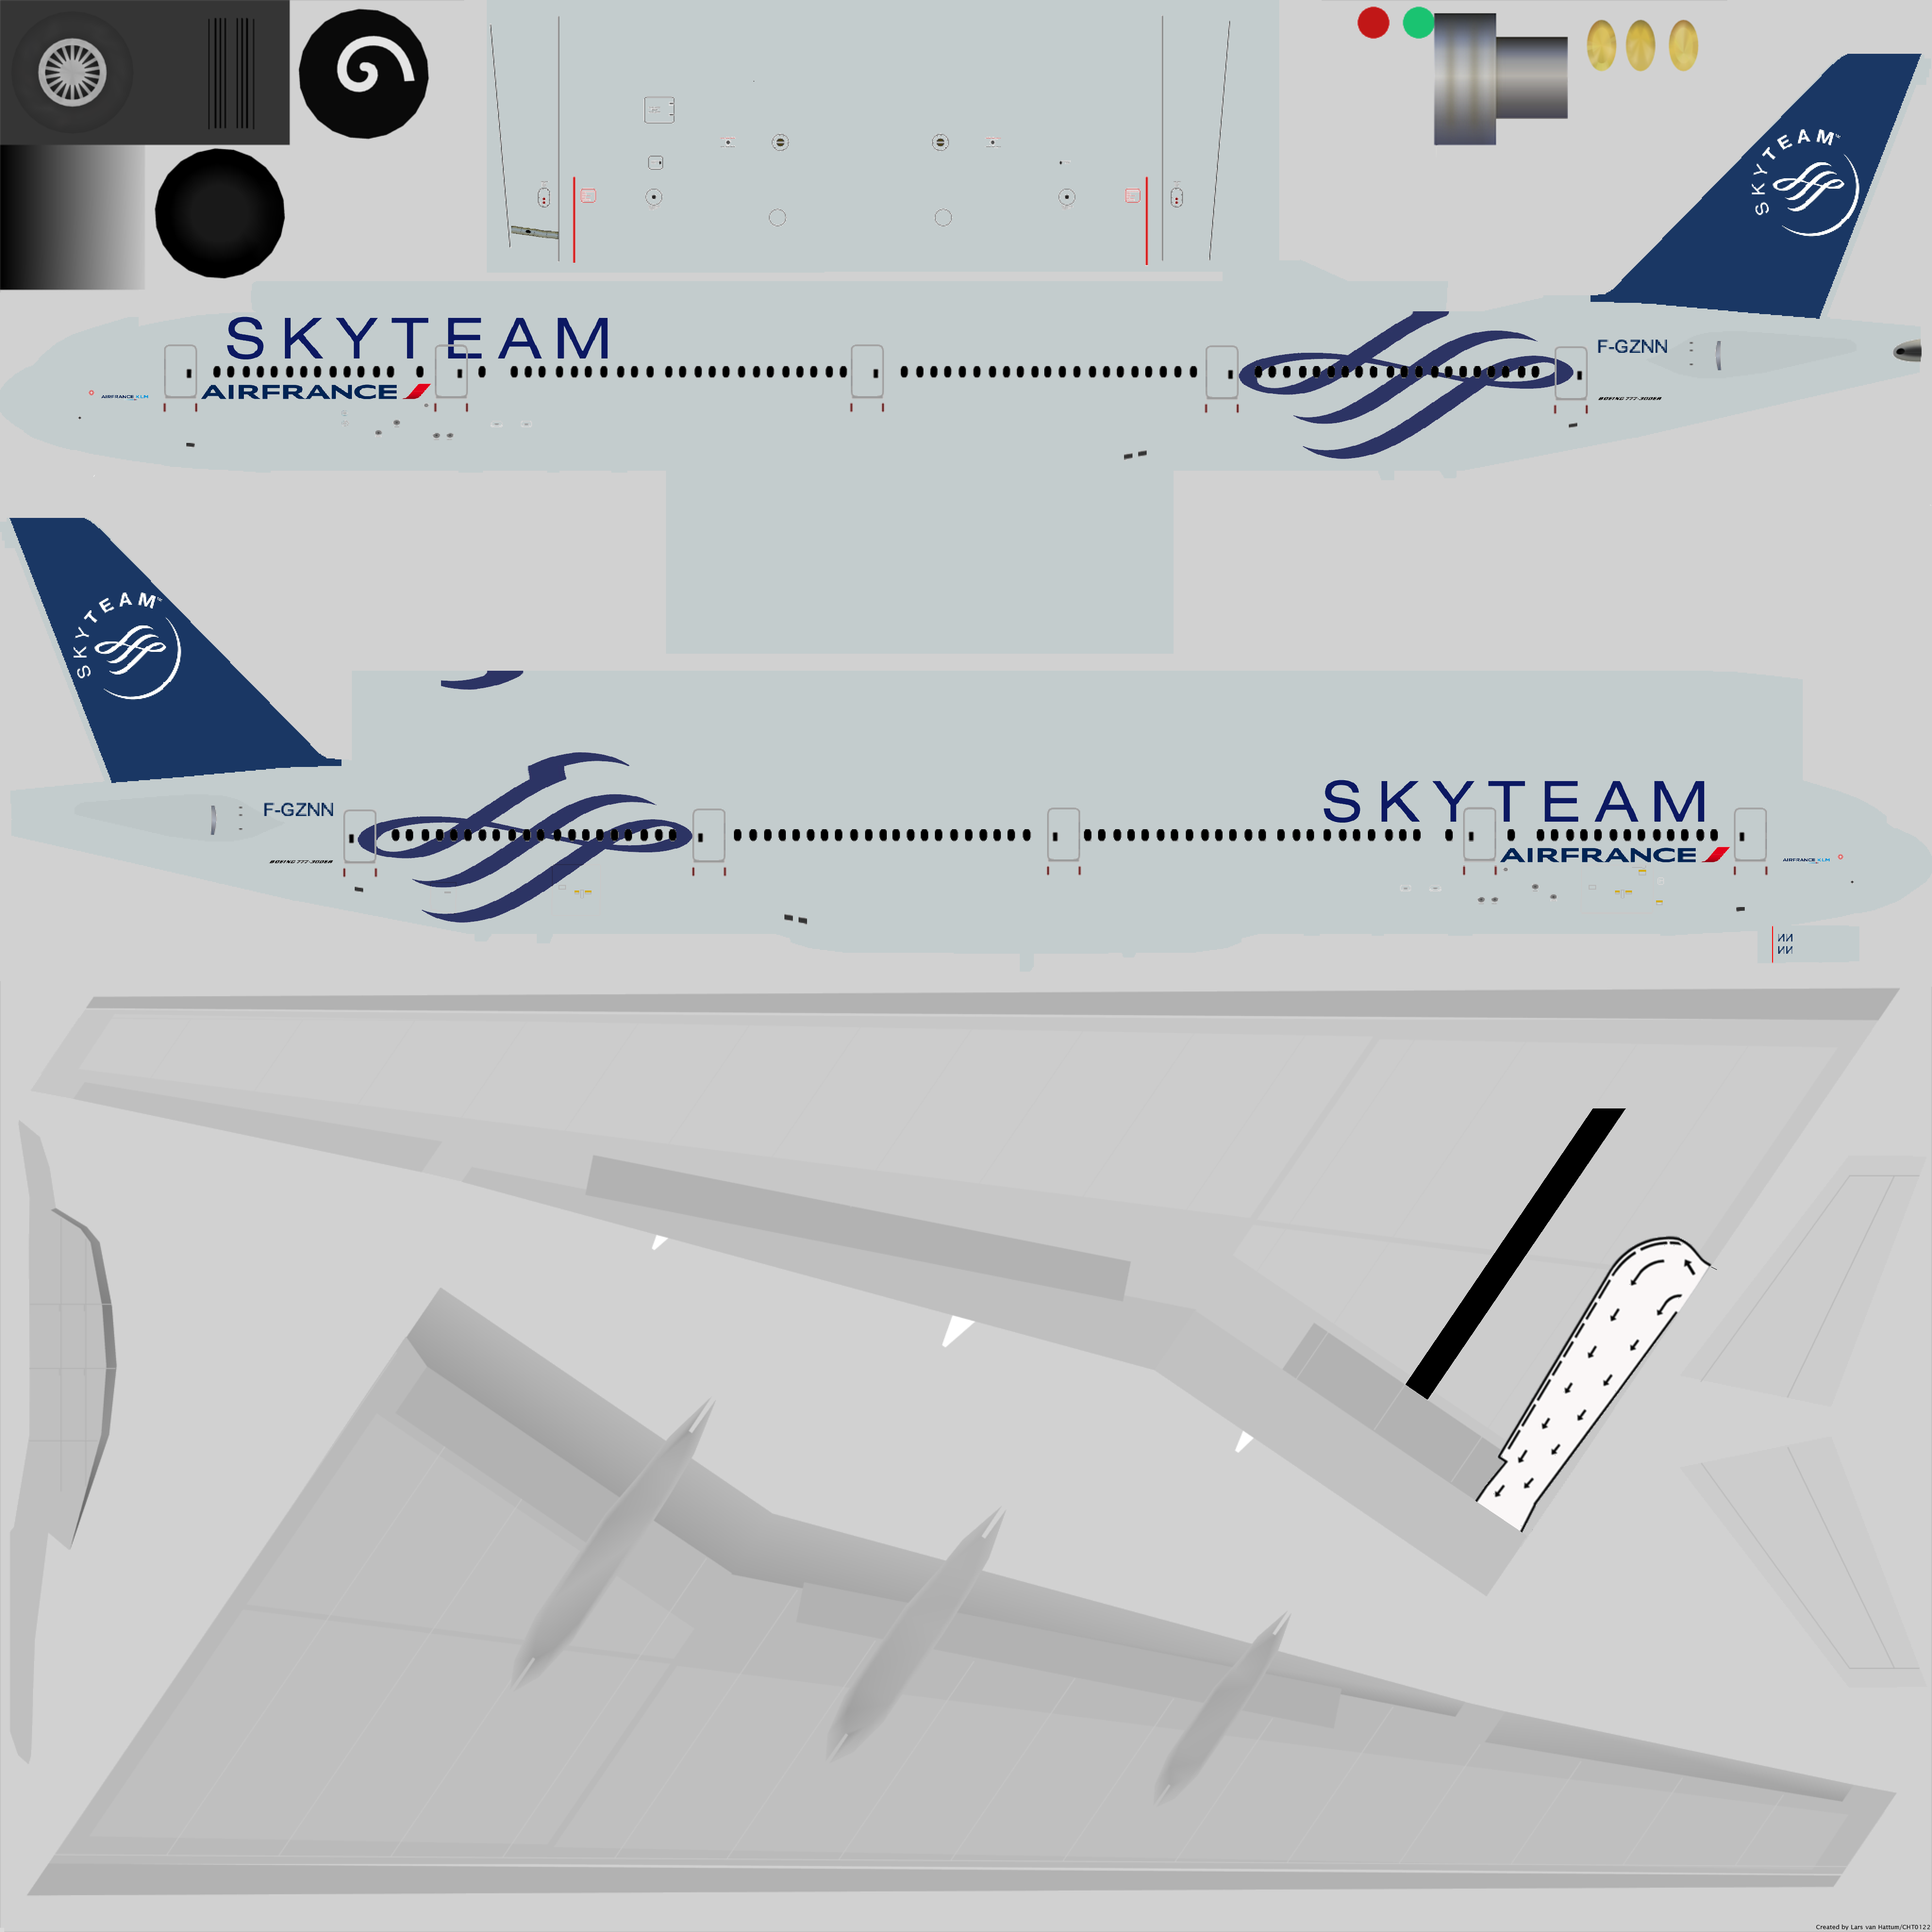 SKYTEAM™
SKYTEAM
F-GZNN
AIRFRANCE KLM
AIRFRANCE
BOEING 777-300ER
SKYTEAM™
SKYTEAM
F-GZNN
BOEING 777-300ER
AIRFRANCE
AIRFRANCE KLM
Created by Lars van Hattum/CHT0122